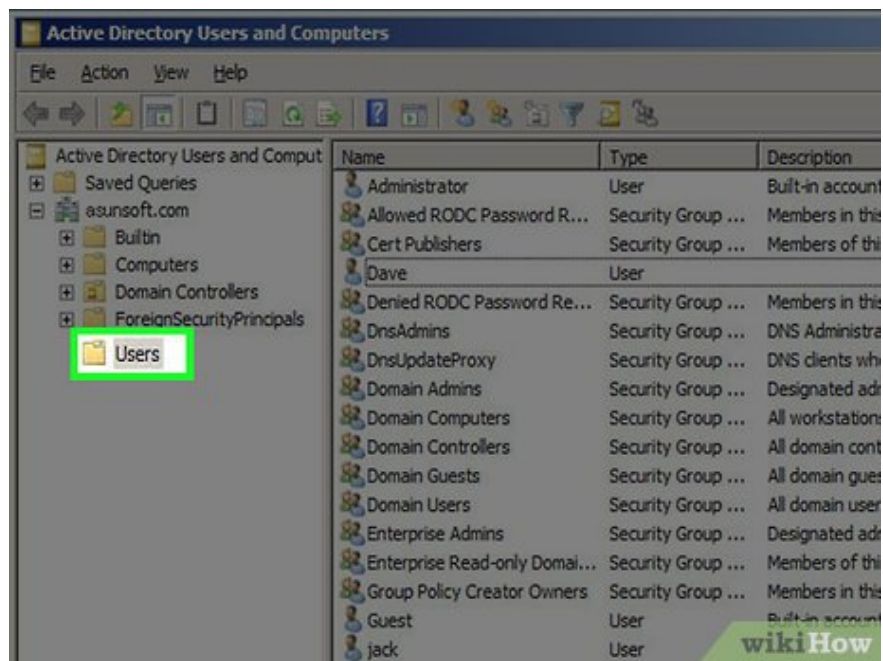 Active Directory Users and Computers
File Action View Help
Active Directory Users and Comput
Saved Queries
asunsoft.com
Builtin
Computers
Domain Controllers
ForeignSecurityPrincipals
Users
Name Type Description
Administrator User Built-in account
Allowed RODC Password R... Security Group ... Members in this
Cert Publishers Security Group ... Members of thi
Dave User
Denied RODC Password Re... Security Group ... Members in this
DnsAdmins Security Group ... DNS Administra
DnsUpdateProxy Security Group ... DNS clients who
Domain Admins Security Group ... Designated adm
Domain Computers Security Group ... All workstations
Domain Controllers Security Group ... All domain cont
Domain Guests Security Group ... All domain gues
Domain Users Security Group ... All domain user
Enterprise Admins Security Group ... Designated adm
Enterprise Read-only Domai... Security Group ... Members of thi
Group Policy Creator Owners Security Group ... Members in this
Guest User Built-in account
jack User
wikiHow